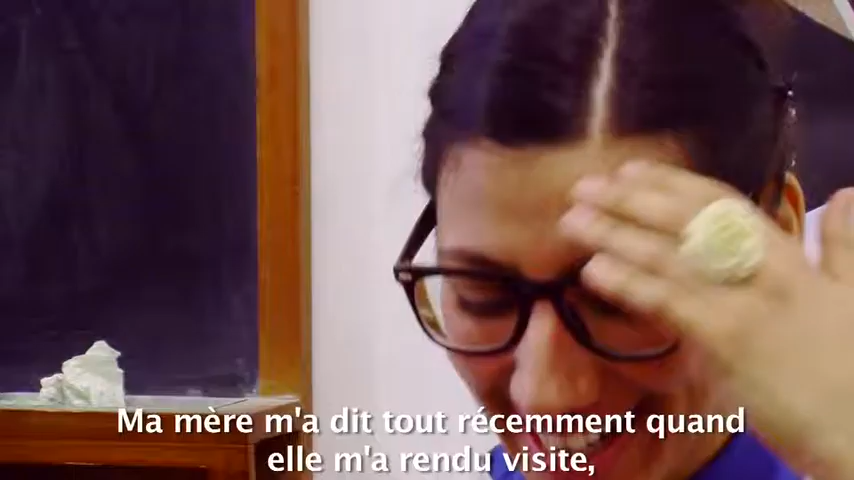 Ma mère m'a dit tout récemment quand
elle m'a rendu visite,